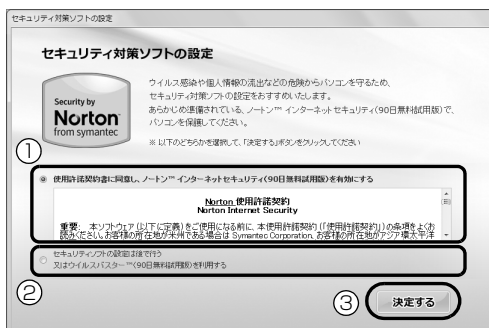 セキュリティ対策ソフトの設定
セキュリティ対策ソフトの設定
Security by
Norton
from symantec
ウイルス感染や個人情報の流出などの危険からパソコンを守るため、
セキュリティ対策ソフトの設定をおすすめいたします。
あらかじめ準備されている、ノートン™ インターネットセキュリティ(90日無料試用版)で、
パソコンを保護してください。
※ 以下のどちらかを選択して、「決定する」ボタンをクリックしてください
①
使用許諾契約書に同意し、ノートン™ インターネットセキュリティ(90日無料試用版)を有効にする
Norton 使用許諾契約
Norton Internet Security
重要: 本ソフトウェア(以下に定義)をご使用になる前に、本使用許諾契約(「使用許諾契約」)の条項をよくお
読みください。お客様の所在地が米州である場合は Symantec Corporation、お客様の所在地がアジア環太平洋
セキュリティソフトの設定は後で行う
又はウイルスバスター™(90日無料試用版)を利用する
②
③
決定する